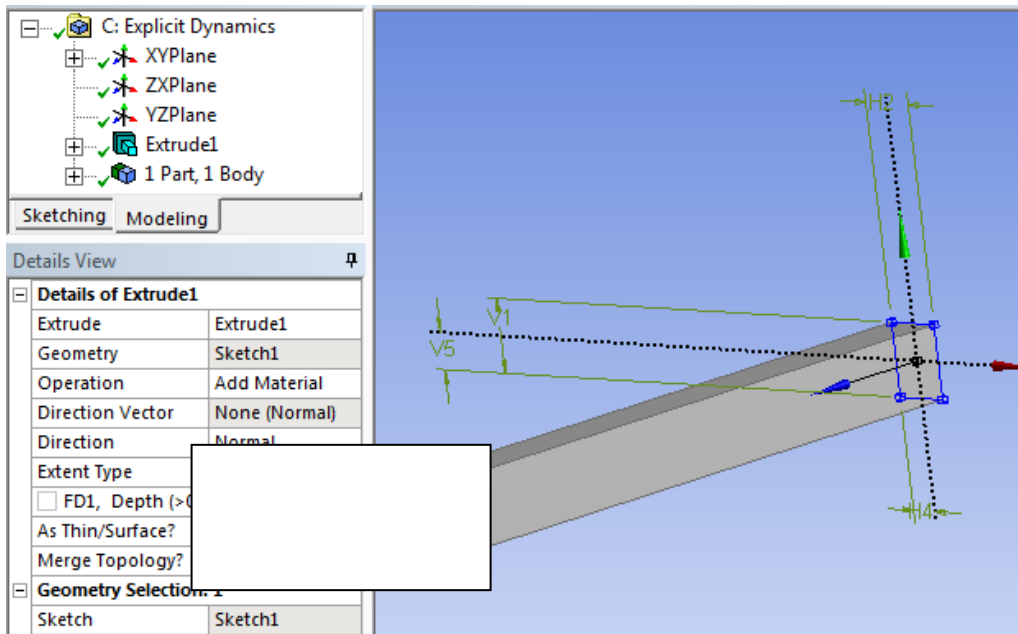 C: Explicit Dynamics
XYPlane
ZXPlane
YZPlane
Extrude1
1 Part, 1 Body
Sketching Modeling
Details View
Details of Extrude1
Extrude Extrude1
Geometry Sketch1
Operation Add Material
Direction Vector None (Normal)
Direction Normal
Extent Type
FD1, Depth (>0
As Thin/Surface?
Merge Topology?
Geometry Selection: 1
Sketch Sketch1
H2
V1
V5
H4